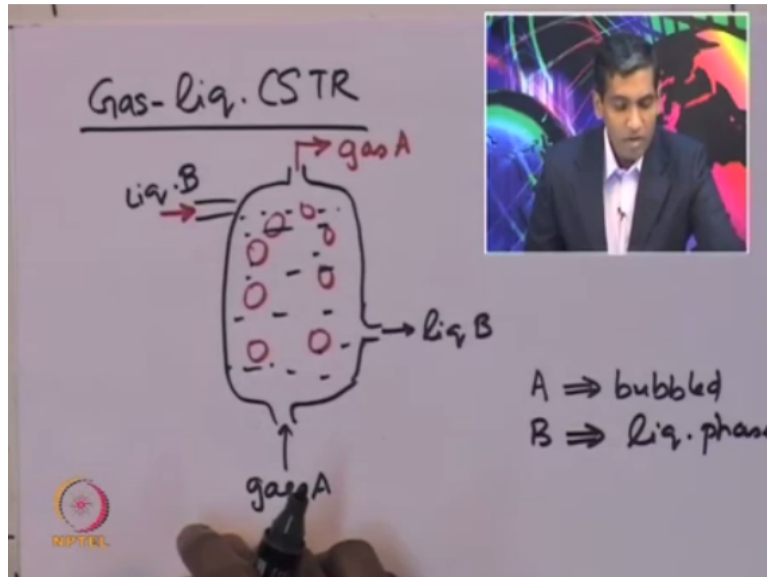 Gas-liq. CSTR
gas A
Liq. B
liq B
A ⇒ bubbled
B ⇒ liq. phase
gas A
NPTEL